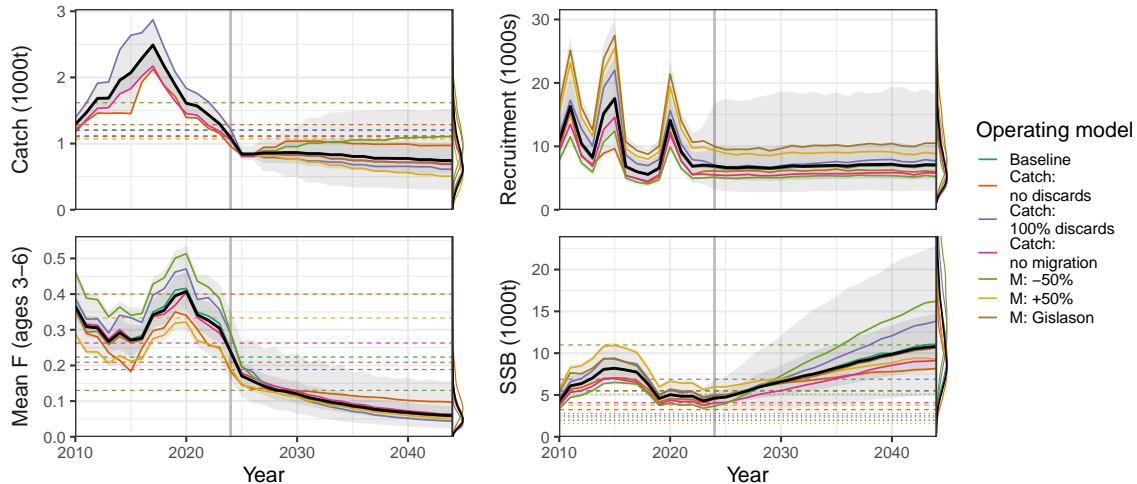 Catch (1000t)
3
2
1
0
Recruitment (1000s)
30
20
10
0
Mean F (ages 3−6)
0.5
0.4
0.3
0.2
0.1
0.0
2010
2020
2030
2040
Year
SSB (1000t)
20
15
10
5
0
2010
2020
2030
2040
Year
Operating model
Baseline
Catch:
no discards
Catch:
100% discards
Catch:
no migration
M: −50%
M: +50%
M: Gislason